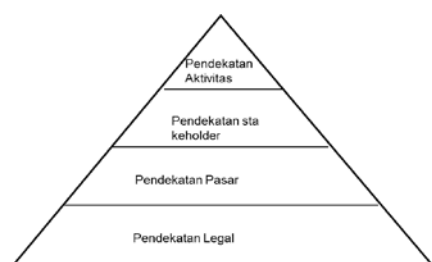 Pendekatan
Aktivitas
Pendekatan sta
keholder
Pendekatan Pasar
Pendekatan Legal